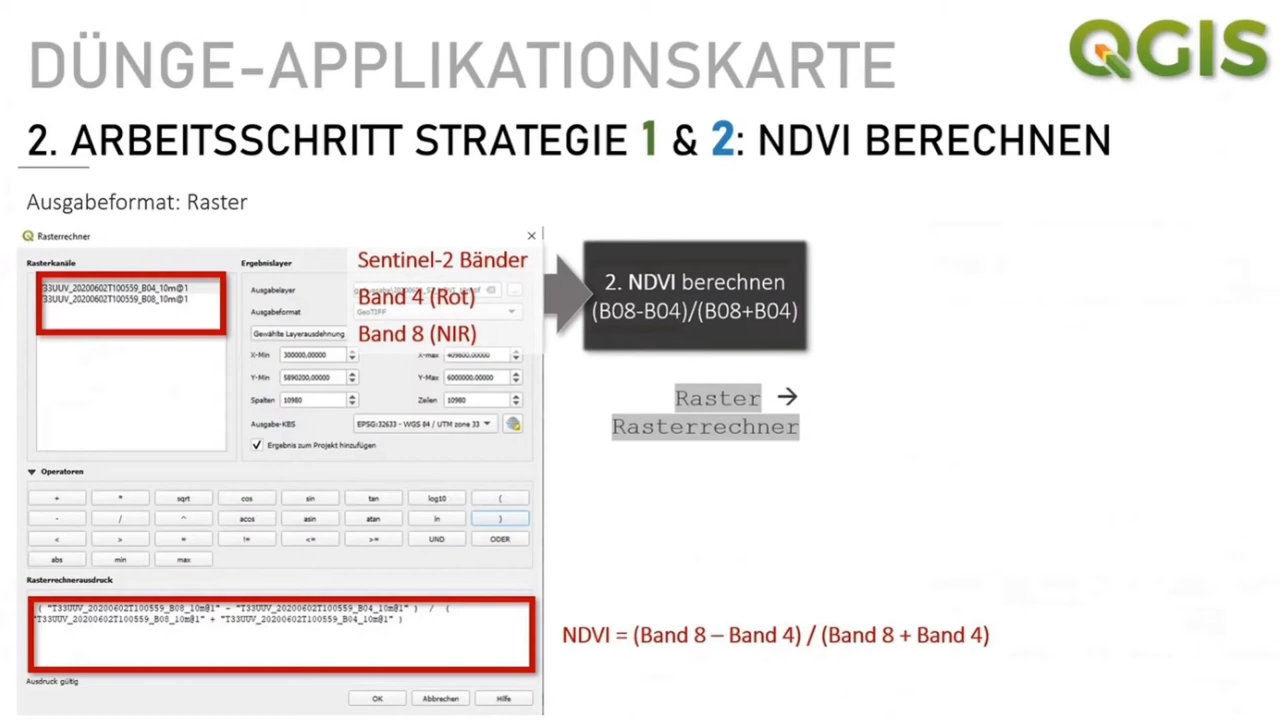 DÜNGE-APPLIKATIONSKARTE
QGIS
2. ARBEITSSCHRITT STRATEGIE 1 & 2: NDVI BERECHNEN
Ausgabeformat: Raster
Rasterrechner
Rasterkanäle
T33UUV_20200602T100559_B04_10m@1
T33UUV_20200602T100559_B08_10m@1
Ergebnislayer
Sentinel-2 Bänder
Ausgabelayer
...
Band 4 (Rot)
Ausgabeformat
GeoTIFF
Gewählte Layerausdehnung
Band 8 (NIR)
X-Min 300000,00000 X-max 409800,00000
Y-Min 5890200,00000 Y-Max 6000000,00000
Spalten 10980 Zeilen 10980
Ausgabe-KBS EPSG:32633 - WGS 84 / UTM zone 33
Ergebnis zum Projekt hinzufügen
Operatoren
+ * sqrt cos sin tan log10 (
- / ^ acos asin atan ln )
< > = != <= >= UND ODER
abs min max
Rasterrechnerausdruck
( "T33UUV_20200602T100559_B08_10m@1" - "T33UUV_20200602T100559_B04_10m@1" ) / (
"T33UUV_20200602T100559_B08_10m@1" + "T33UUV_20200602T100559_B04_10m@1" )
Ausdruck gültig
OK Abbrechen Hilfe
2. NDVI berechnen
(B08-B04)/(B08+B04)
Raster →
Rasterrechner
NDVI = (Band 8 – Band 4) / (Band 8 + Band 4)